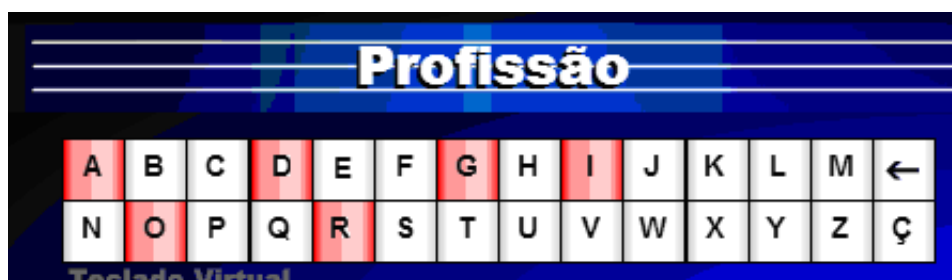 Profissão
A B C D E F G H I J K L M ←
N O P Q R S T U V W X Y Z Ç
Teclado Virtual